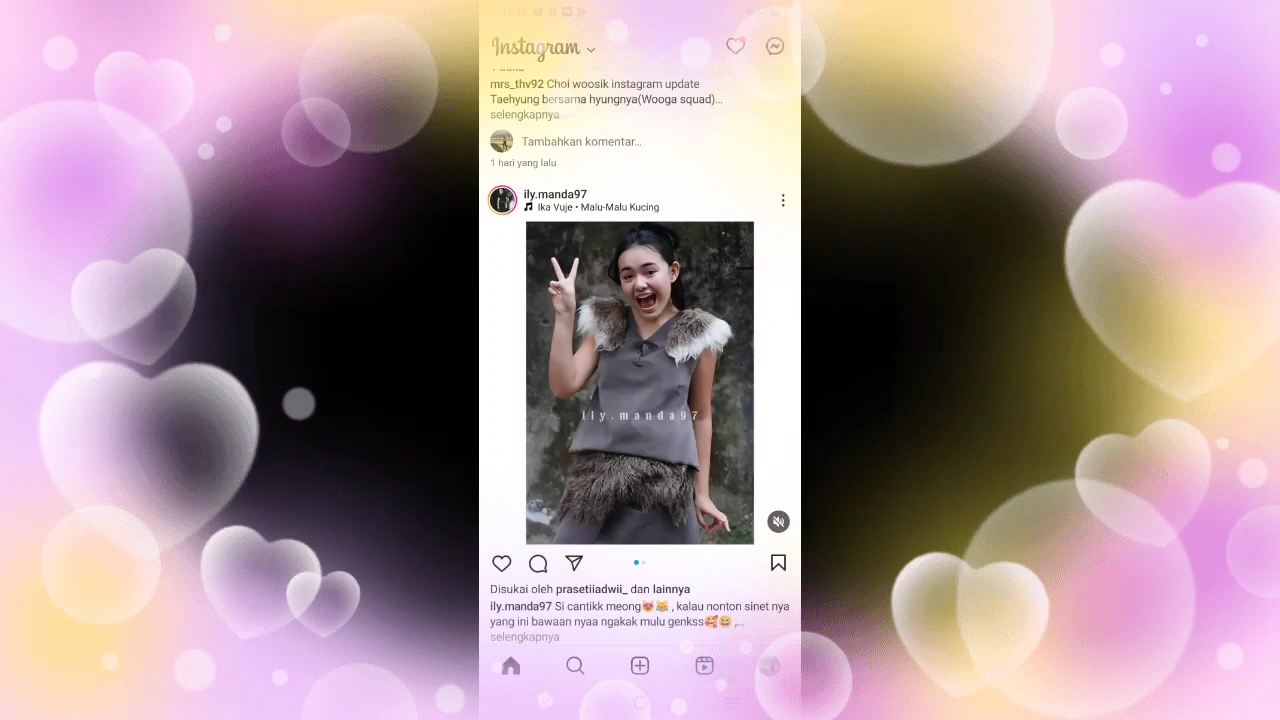 Instagram
mrs_thv92 Choi woosik instagram update
Taehyung bersama hyungnya(Wooga squad)...
selengkapnya
Tambahkan komentar...
1 hari yang lalu
ily.manda97
Ika Vuje • Malu-Malu Kucing
ily.manda97
Disukai oleh prasetiiadwii_ dan lainnya
ily.manda97 Si cantikk meong😻😹 , kalau nonton sinet nya
yang ini bawaan nyaa ngakak mulu genkss🥰😆 ,...
selengkapnya